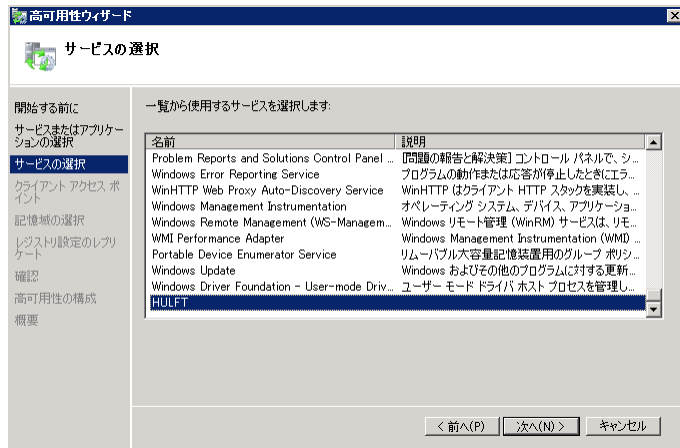 高可用性ウィザード
サービスの選択
開始する前に
サービスまたはアプリケー
ションの選択
サービスの選択
クライアント アクセス ポ
イント
記憶域の選択
レジストリ設定のレプリ
ケート
確認
高可用性の構成
概要
一覧から使用するサービスを選択します:
名前 説明
Problem Reports and Solutions Control Panel ... [問題の報告と解決策] コントロール パネルで、シ...
Windows Error Reporting Service プログラムの動作または応答が停止したときにエラ...
WinHTTP Web Proxy Auto-Discovery Service WinHTTP はクライアント HTTP スタックを実装し、...
Windows Management Instrumentation オペレーティング システム、デバイス、アプリケーショ...
Windows Remote Management (WS-Managem... Windows リモート管理 (WinRM) サービスは、リモ...
WMI Performance Adapter Windows Management Instrumentation (WMI) ...
Portable Device Enumerator Service リムーバブル大容量記憶装置用のグループ ポリシ...
Windows Update Windows およびその他のプログラムに対する更新...
Windows Driver Foundation - User-mode Driv... ユーザー モード ドライバ ホスト プロセスを管理し...
HULFT
< 前へ(P) 次へ(N) > キャンセル